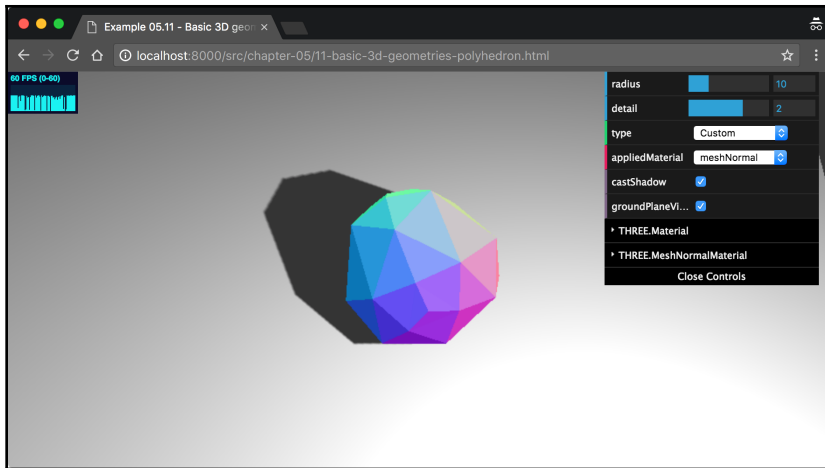 Example 05.11 - Basic 3D geon
localhost:8000/src/chapter-05/11-basic-3d-geometries-polyhedron.html
60 FPS (0-60)
radius 10
detail 2
type Custom
appliedMaterial meshNormal
castShadow
groundPlaneVi...
THREE.Material
THREE.MeshNormalMaterial
Close Controls